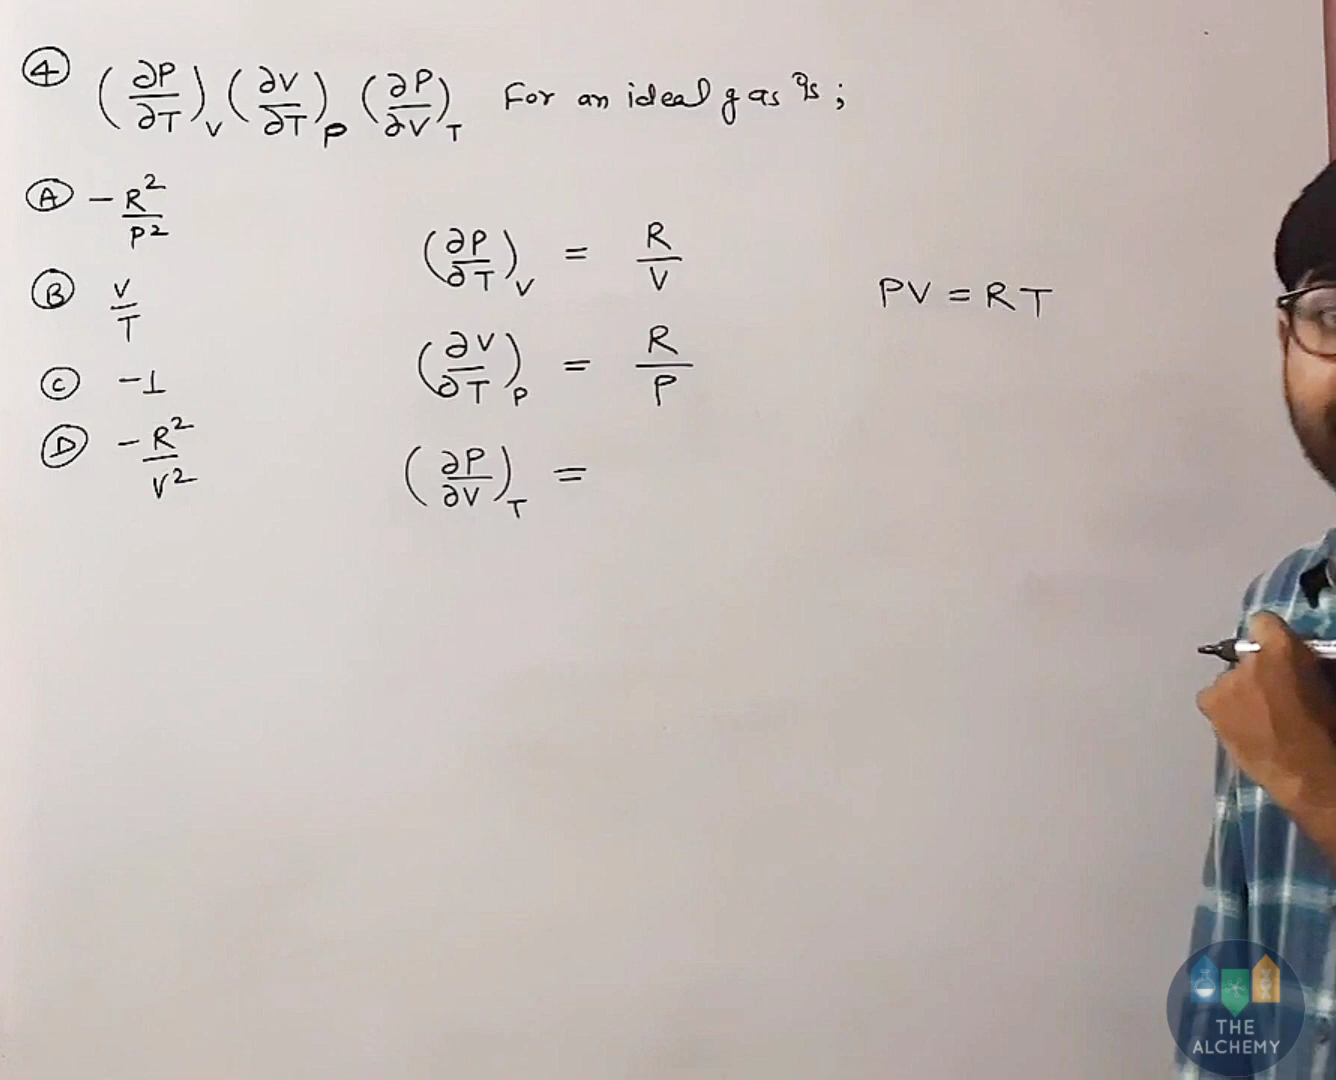 ④ (∂P/∂T)_V (∂V/∂T)_P (∂P/∂V)_T For an ideal gas is ;
Ⓐ -R²/P²
Ⓑ V/T
Ⓒ -1
Ⓓ -R²/V²
(∂P/∂T)_V = R/V
(∂V/∂T)_P = R/P
(∂P/∂V)_T =
PV = RT
THE
ALCHEMY